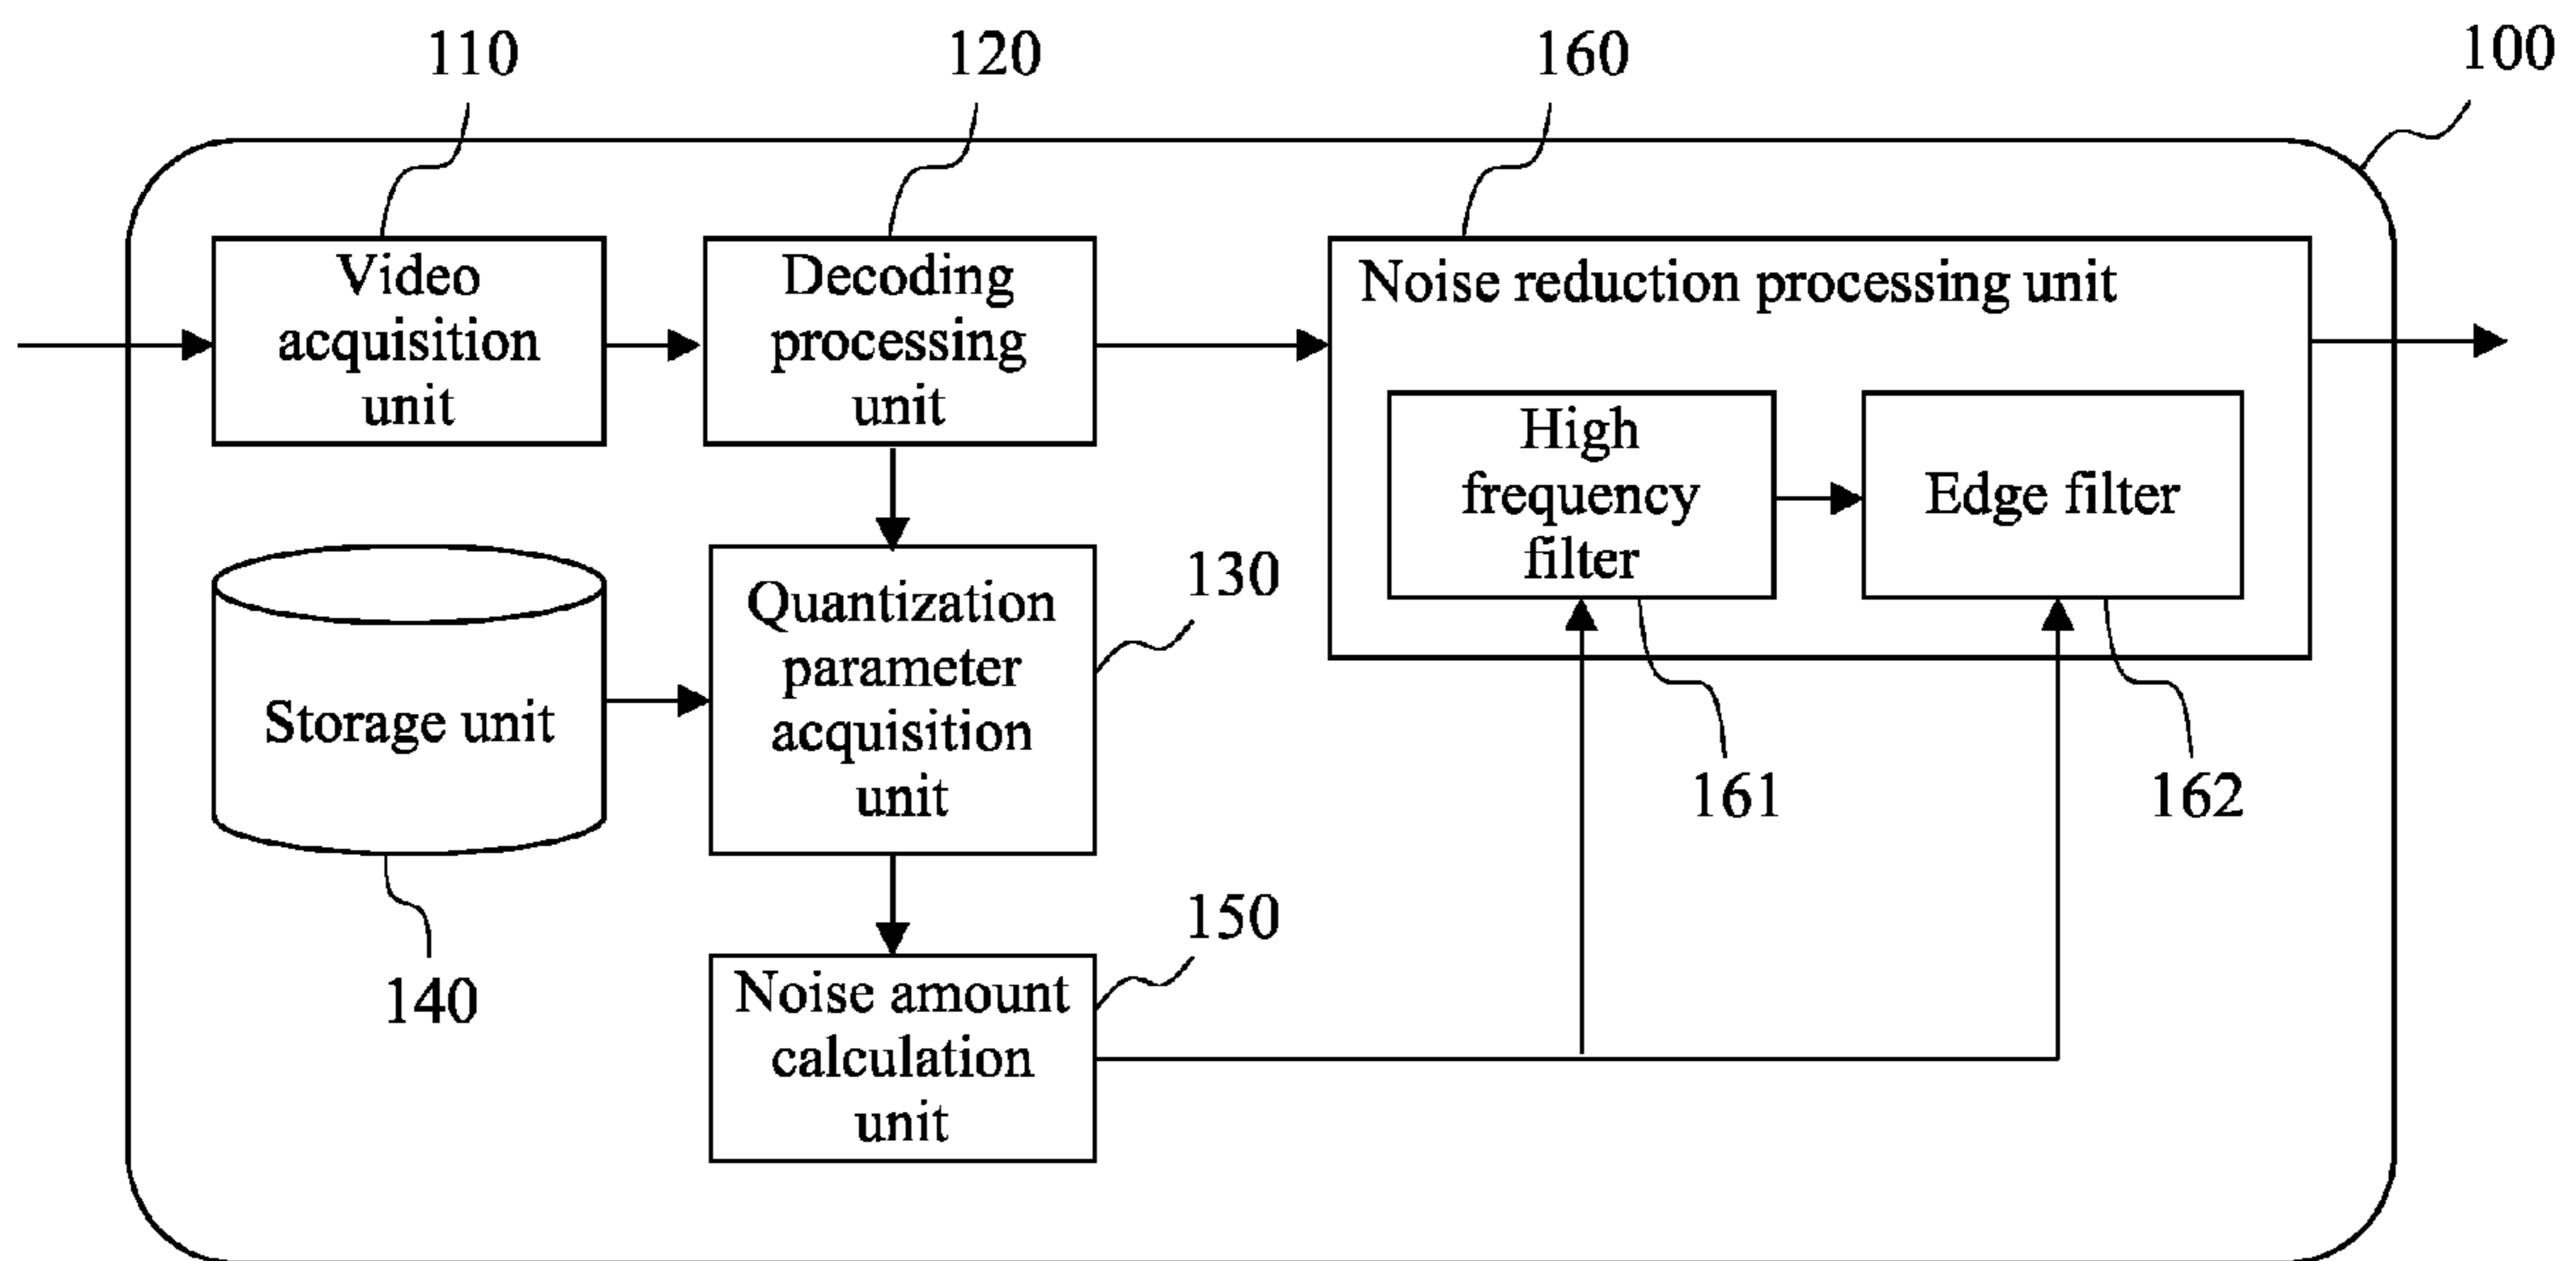 110
120
160
100
Video
acquisition
unit
Decoding
processing
unit
Noise reduction processing unit
High
frequency
filter
Edge filter
Storage unit
Quantization
parameter
acquisition
unit
130
161
162
140
150
Noise amount
calculation
unit